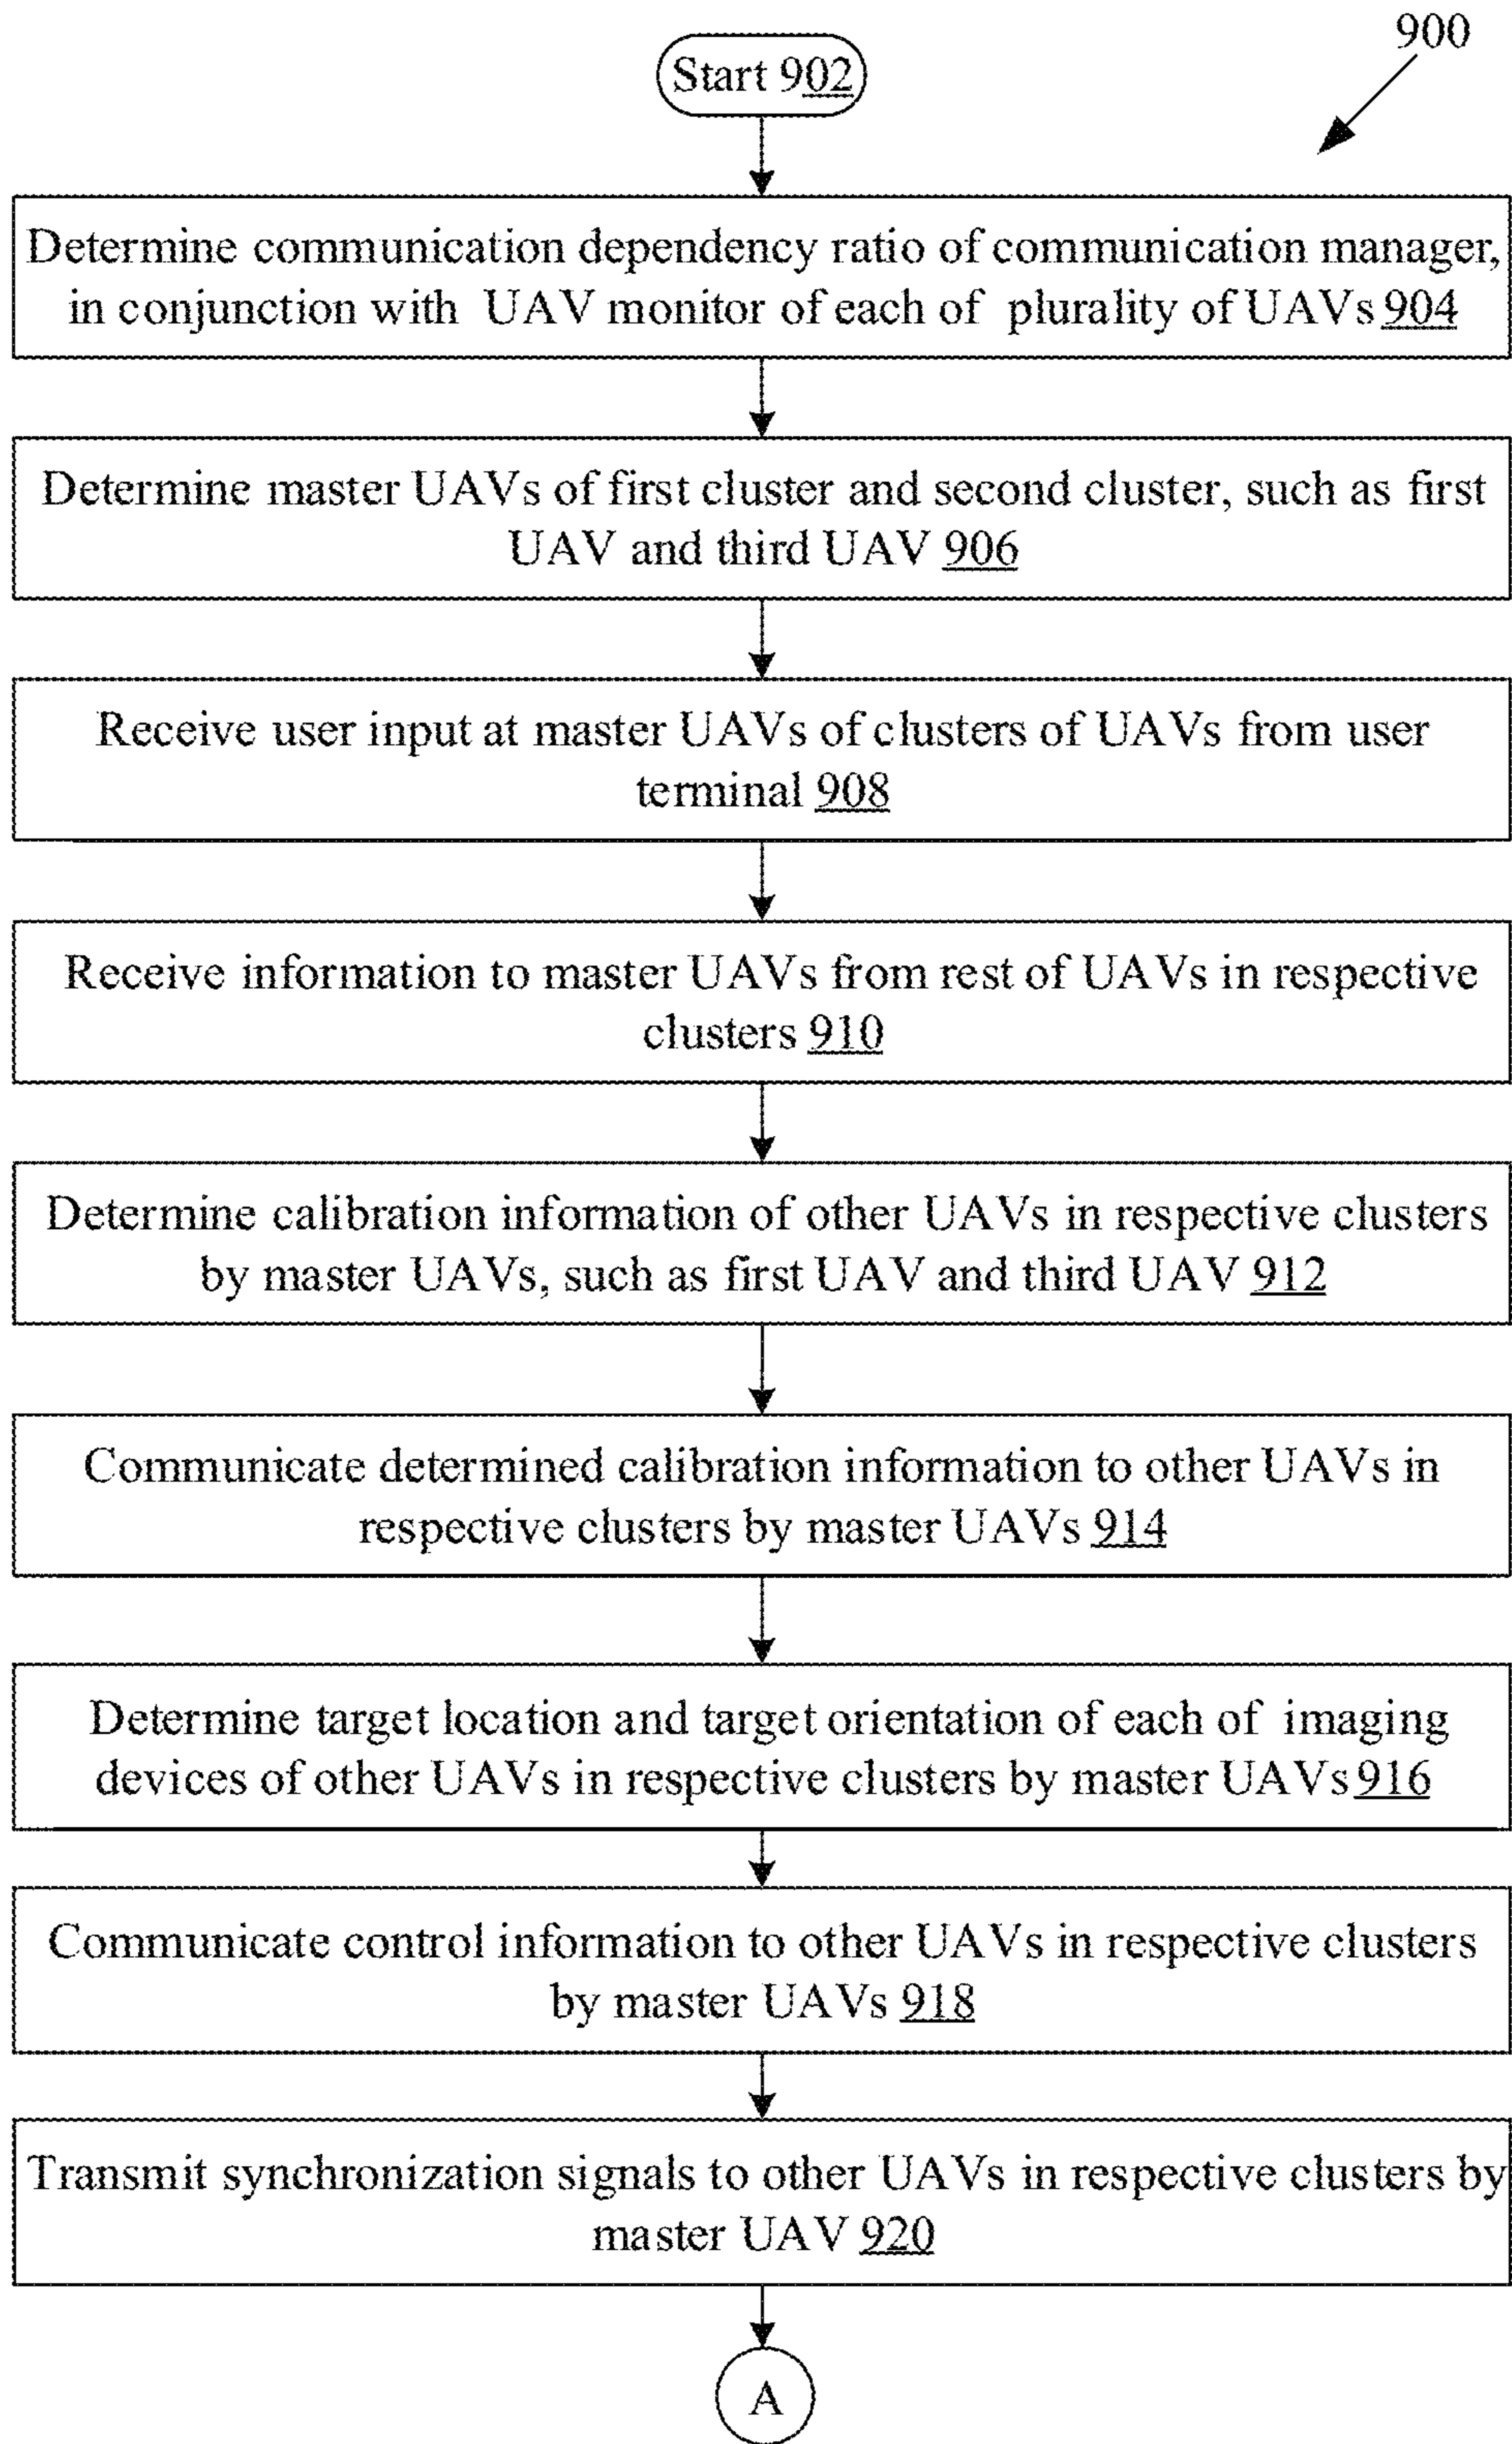 900
Start 902
Determine communication dependency ratio of communication manager,
in conjunction with UAV monitor of each of plurality of UAVs 904
Determine master UAVs of first cluster and second cluster, such as first
UAV and third UAV 906
Receive user input at master UAVs of clusters of UAVs from user
terminal 908
Receive information to master UAVs from rest of UAVs in respective
clusters 910
Determine calibration information of other UAVs in respective clusters
by master UAVs, such as first UAV and third UAV 912
Communicate determined calibration information to other UAVs in
respective clusters by master UAVs 914
Determine target location and target orientation of each of imaging
devices of other UAVs in respective clusters by master UAVs 916
Communicate control information to other UAVs in respective clusters
by master UAVs 918
Transmit synchronization signals to other UAVs in respective clusters by
master UAV 920
A